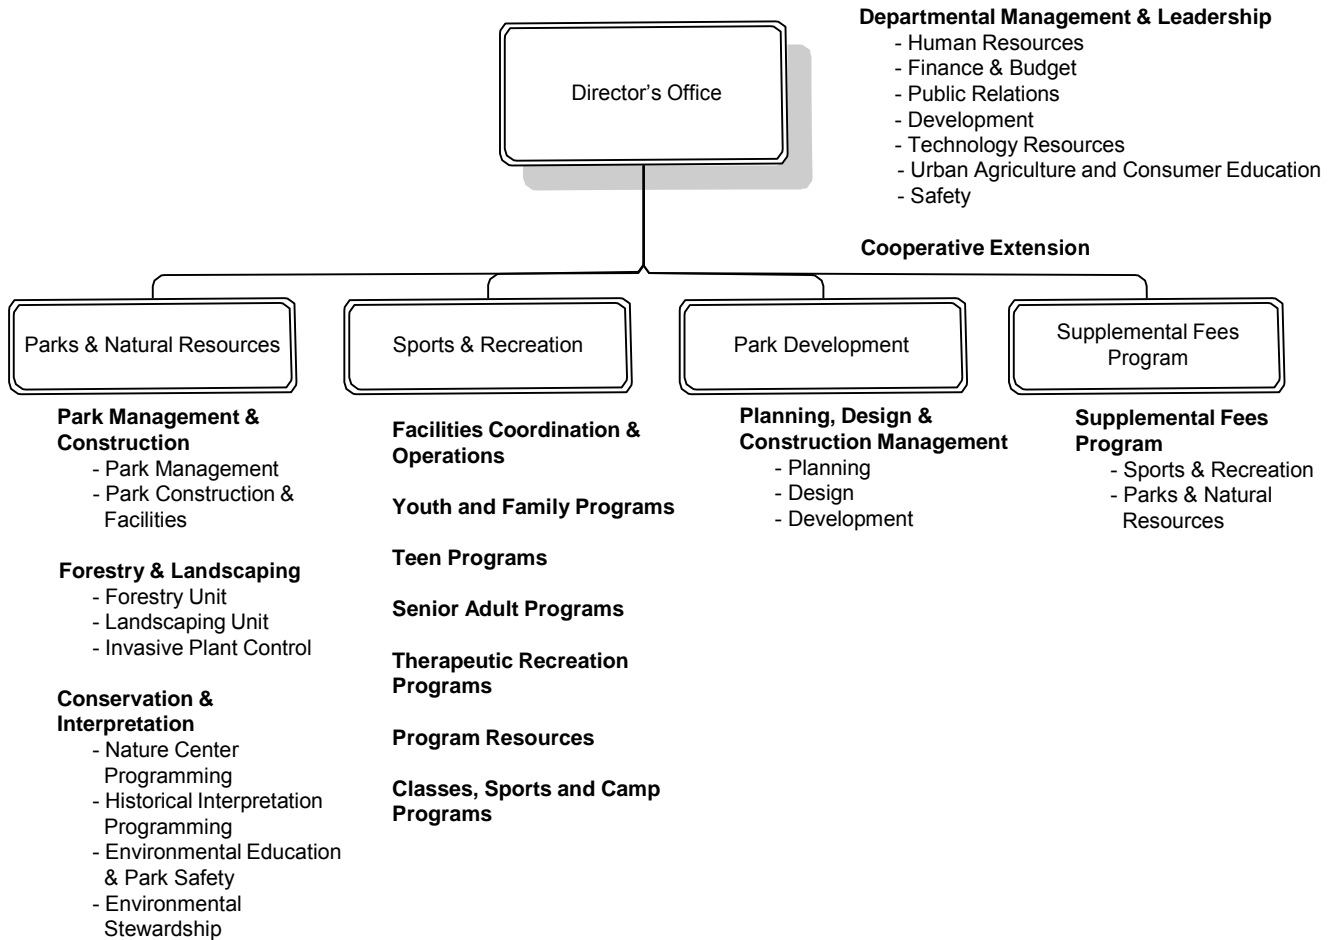 Director's Office
Departmental Management & Leadership
- Human Resources
- Finance & Budget
- Public Relations
- Development
- Technology Resources
- Urban Agriculture and Consumer Education
- Safety
Cooperative Extension
Parks & Natural Resources
Park Management &
Construction
- Park Management
- Park Construction &
Facilities
Forestry & Landscaping
- Forestry Unit
- Landscaping Unit
- Invasive Plant Control
Conservation &
Interpretation
- Nature Center
Programming
- Historical Interpretation
Programming
- Environmental Education
& Park Safety
- Environmental
Stewardship
Sports & Recreation
Facilities Coordination &
Operations
Youth and Family Programs
Teen Programs
Senior Adult Programs
Therapeutic Recreation
Programs
Program Resources
Classes, Sports and Camp
Programs
Park Development
Planning, Design &
Construction Management
- Planning
- Design
- Development
Supplemental Fees
Program
Supplemental Fees
Program
- Sports & Recreation
- Parks & Natural
Resources